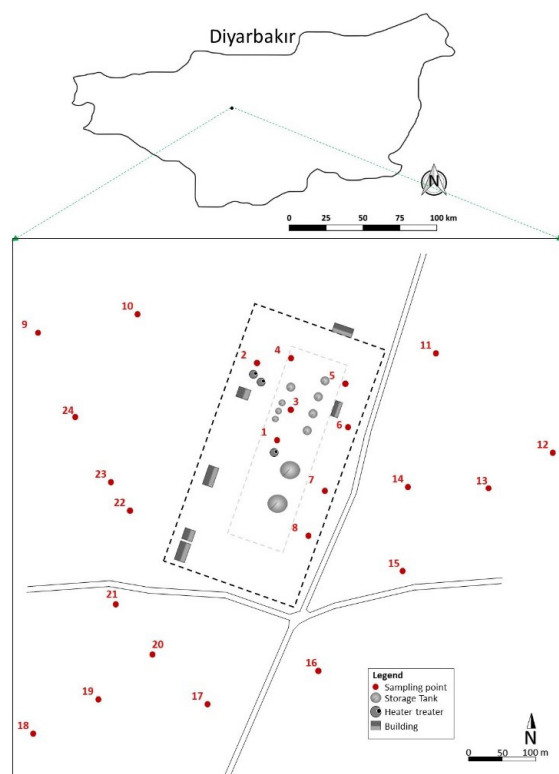 Diyarbakır
N
0 25 50 75 100 km
9
10
11
2
4
5
3
6
24
1
12
23
7
14
13
22
8
15
21
20
16
19
17
18
Legend
Sampling point
Storage Tank
Heater treater
Building
N
0 50 100 m